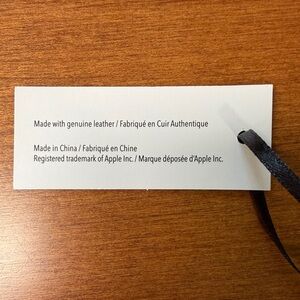 Made with genuine leather / Fabriqué en Cuir Authentique
Made in China / Fabriqué en Chine
Registered trademark of Apple Inc. / Marque déposée d'Apple Inc.